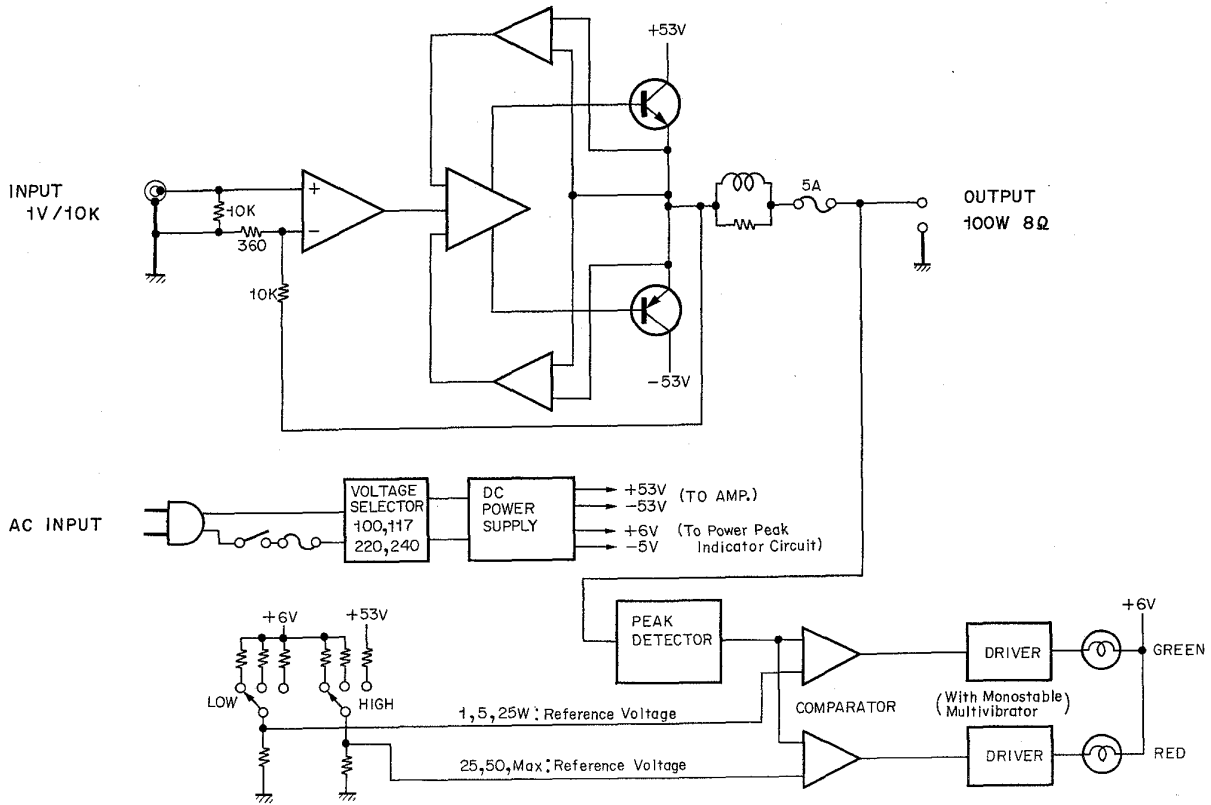 +53V
INPUT
1V/10K
+
10K
−
360
10K
5A
OUTPUT
100W 8Ω
−53V
AC INPUT
VOLTAGE
SELECTOR
100,117
220,240
DC
POWER
SUPPLY
+53V
−53V
(TO AMP.)
+6V
−5V
(To Power Peak
Indicator Circuit)
+6V
+53V
LOW
HIGH
PEAK
DETECTOR
+6V
DRIVER
GREEN
1,5,25W: Reference Voltage
COMPARATOR
(With Monostable
Multivibrator)
25,50,Max: Reference Voltage
DRIVER
RED